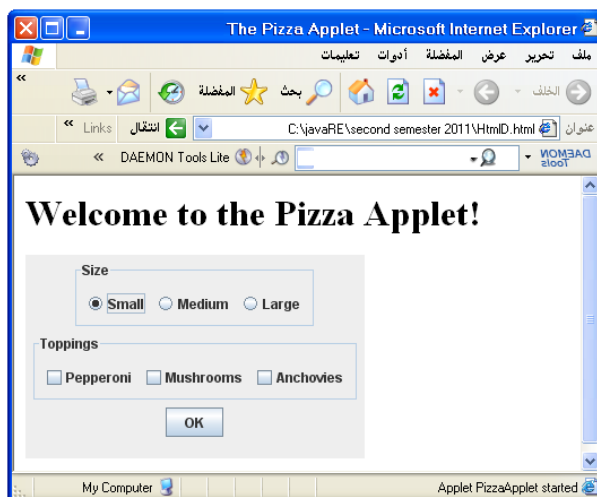 The Pizza Applet - Microsoft Internet Explorer
ملف تحرير عرض المفضلة أدوات تعليمات
الخلف بحث المفضلة »
عنوان C:\javaRE\second semester 2011\HtmlD.html انتقال Links »
DAEMON Tools DAEMON Tools Lite »
Welcome to the Pizza Applet!
Size
Small Medium Large
Toppings
Pepperoni Mushrooms Anchovies
OK
My Computer Applet PizzaApplet started